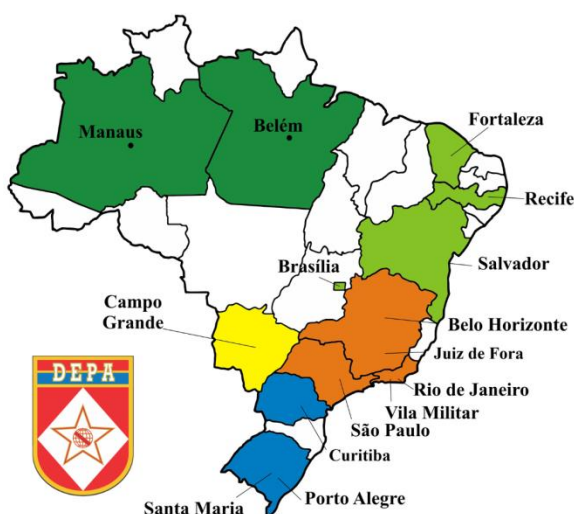 Manaus
Belém
Fortaleza
Recife
Brasília
Salvador
Campo
Grande
Belo Horizonte
Juiz de Fora
Rio de Janeiro
Vila Militar
São Paulo
Curitiba
Santa Maria
Porto Alegre
DEPA